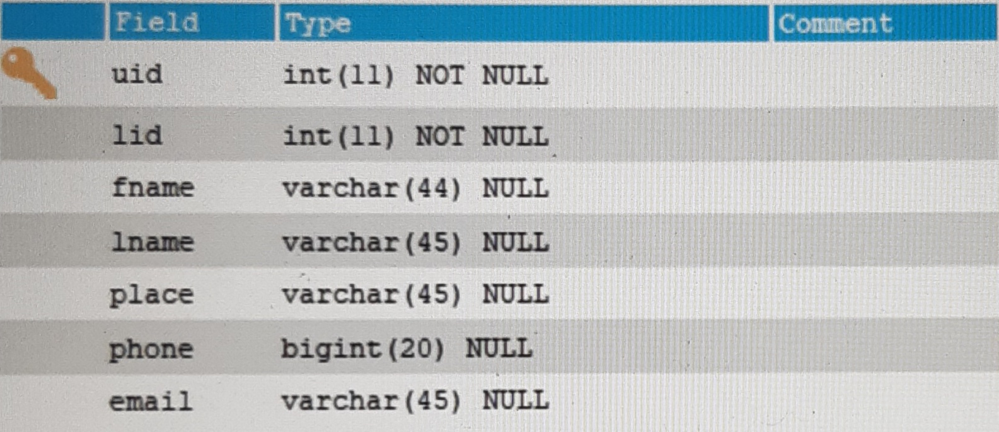 Field Type Comment
uid int(11) NOT NULL
lid int(11) NOT NULL
fname varchar(44) NULL
lname varchar(45) NULL
place varchar(45) NULL
phone bigint(20) NULL
email varchar(45) NULL